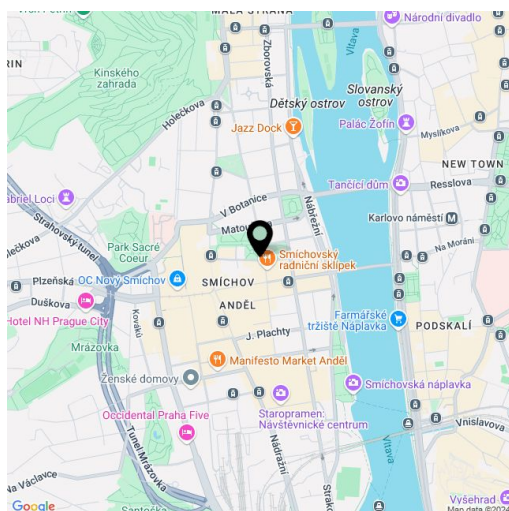 MALÁ STRANA
Národní divadlo
Kinského
zahrada
Zborovská
Vltava
Slovanský
ostrov
Dětský ostrov
Holečkova
Jazz Dock
Palác Žofín
Myslíkova
NEW TOWN
Tančící dům
Resslova
V Botanice
Nábřežní
Karlovo náměstí
Strahovský tunel
Park Sacré
Coeur
Na Moráni
Smíchovský
radniční sklípek
Plzeňská
OC Nový Smíchov
SMÍCHOV
Duškova
ANDĚL
Hotel NH Prague City
Kováků
Farmářské
tržiště Náplavka
PODSKALÍ
J. Plachty
Mrázovka
Manifesto Market Anděl
Ženské domovy
Smíchovská náplavka
Occidental Praha Five
Staropramen:
Návštěvnické centrum
Vnislavova
Tunel Mrázovka
Nádražní
Vltava
Na Václavce
Google
Vyšehrad
Map data ©2024